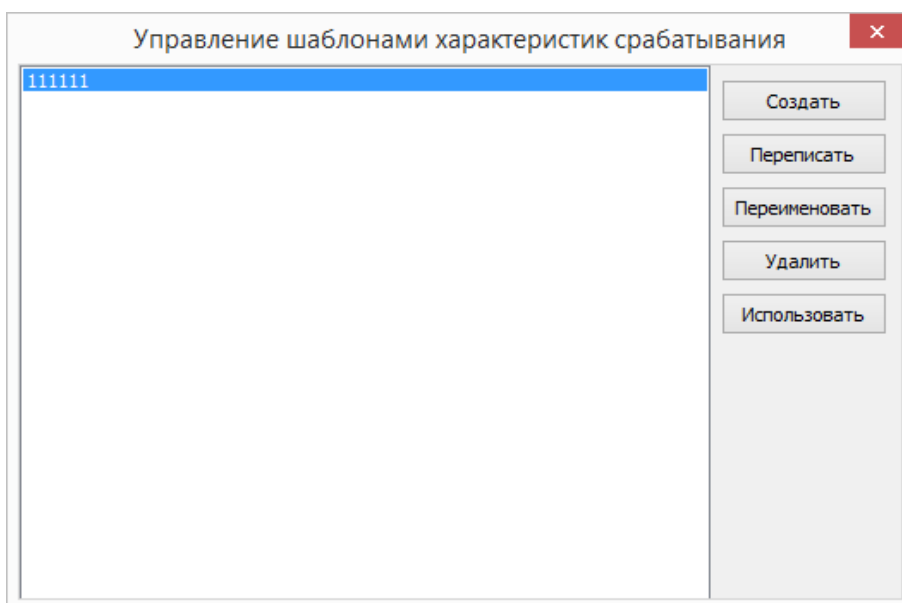 Управление шаблонами характеристик срабатывания
111111
Создать
Переписать
Переименовать
Удалить
Использовать